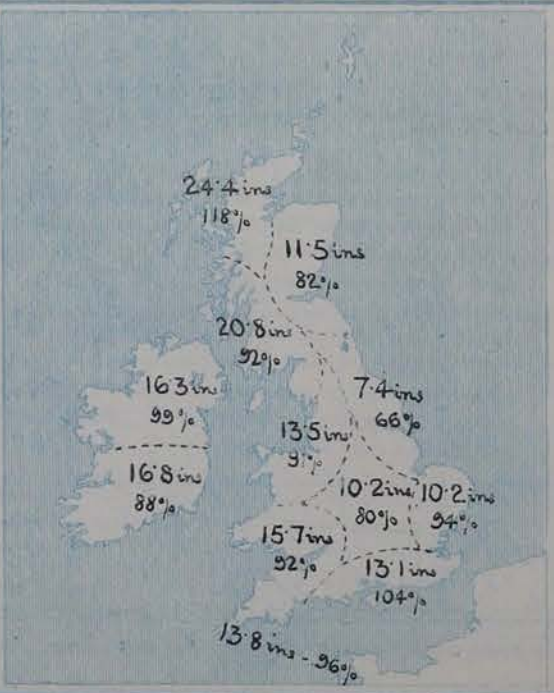 24·4 ins
118%
11·5 ins
82%
20·8 ins
92%
16·3 ins
99%
7·4 ins
66%
13·5 ins
91%
16·8 ins
88%
10·2 ins
80%
10·2 ins
94%
15·7 ins
92%
13·1 ins
104%
13·8 ins - 96%